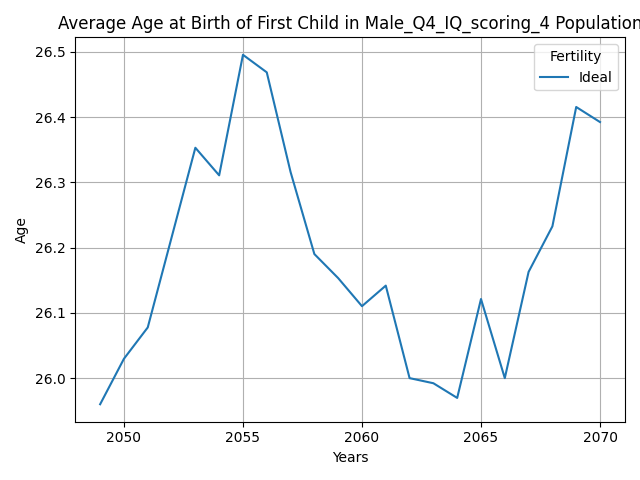 Average Age at Birth of First Child in Male_Q4_IQ_scoring_4 Population
Fertility
Ideal
26.5
26.4
26.3
26.2
26.1
26.0
Age
2050 2055 2060 2065 2070
Years